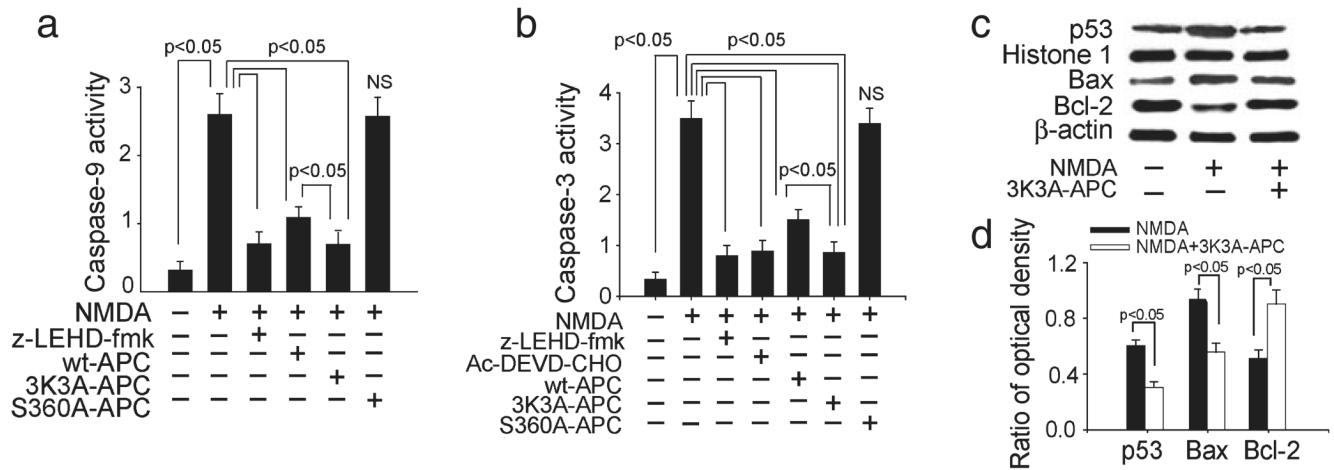 a
p<0.05
p<0.05
NS
p<0.05
Caspase-9 activity
3
2
1
0
NMDA − + + + + +
z-LEHD-fmk − − + − − −
wt-APC − − − + − −
3K3A-APC − − − − + −
S360A-APC − − − − − +
b
p<0.05
p<0.05
NS
p<0.05
Caspase-3 activity
4
3
2
1
0
NMDA − + + + + + +
z-LEHD-fmk − − + − − − −
Ac-DEVD-CHO − − − + − − −
wt-APC − − − − + − −
3K3A-APC − − − − − + −
S360A-APC − − − − − − +
c
p53
Histone 1
Bax
Bcl-2
β-actin
NMDA − + +
3K3A-APC − − +
d
NMDA
NMDA+3K3A-APC
p<0.05
p<0.05
p<0.05
Ratio of optical density
1.2
0.8
0.4
0.0
p53 Bax Bcl-2